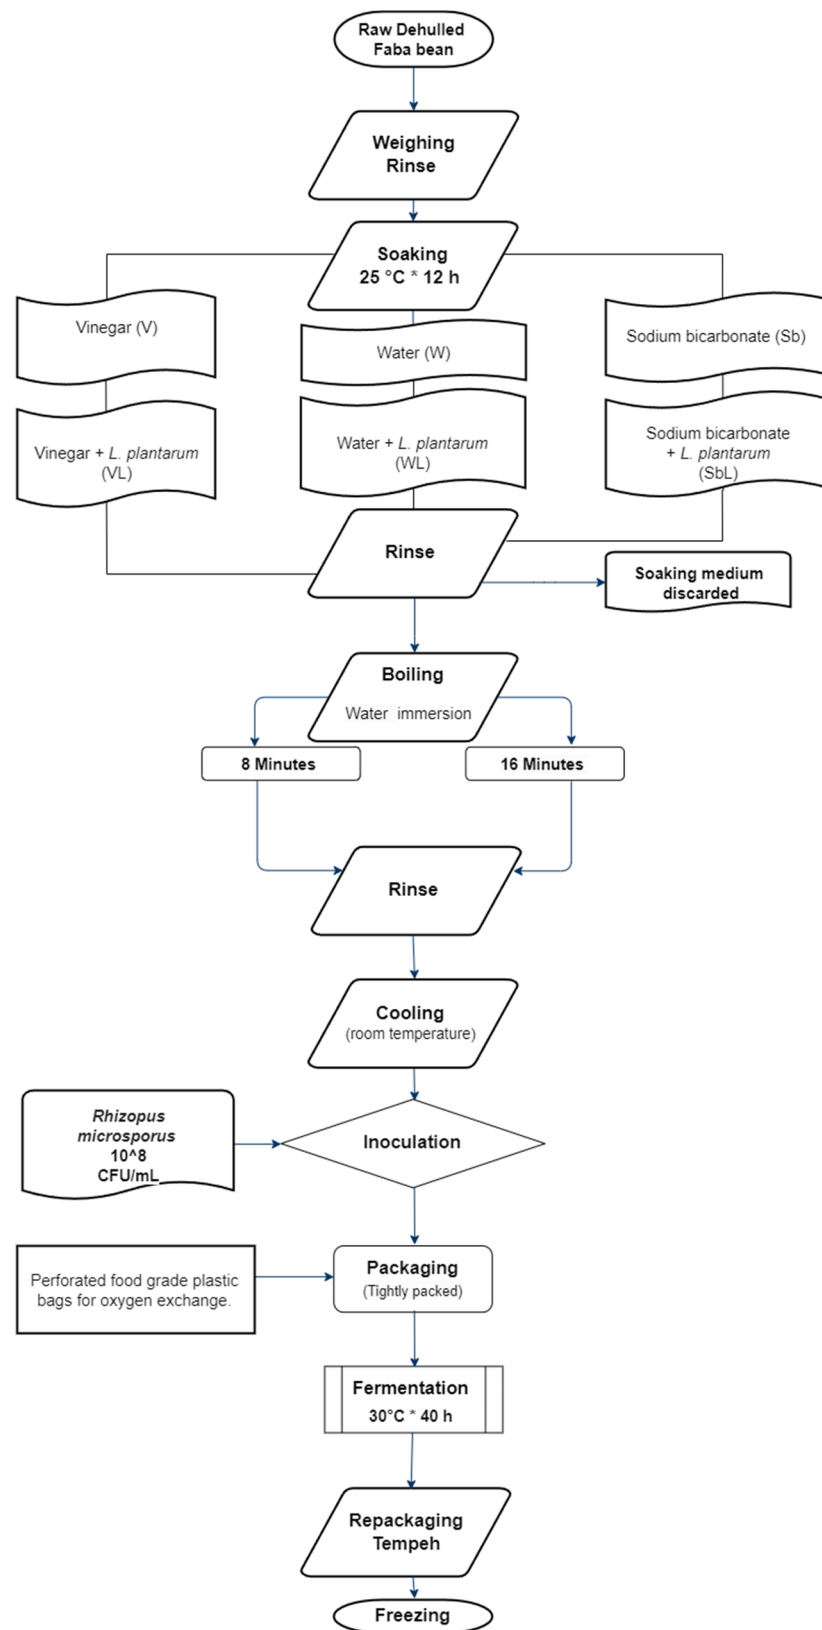 Raw Dehulled
Faba bean
Weighing
Rinse
Soaking
25 °C * 12 h
Vinegar (V)
Water (W)
Sodium bicarbonate (Sb)
Vinegar + L. plantarum
(VL)
Water + L. plantarum
(WL)
Sodium bicarbonate
+ L. plantarum
(SbL)
Rinse
Soaking medium
discarded
Boiling
Water immersion
8 Minutes
16 Minutes
Rinse
Cooling
(room temperature)
Rhizopus
microsporus
10^8
CFU/mL
Inoculation
Perforated food grade plastic
bags for oxygen exchange.
Packaging
(Tightly packed)
Fermentation
30°C * 40 h
Repackaging
Tempeh
Freezing